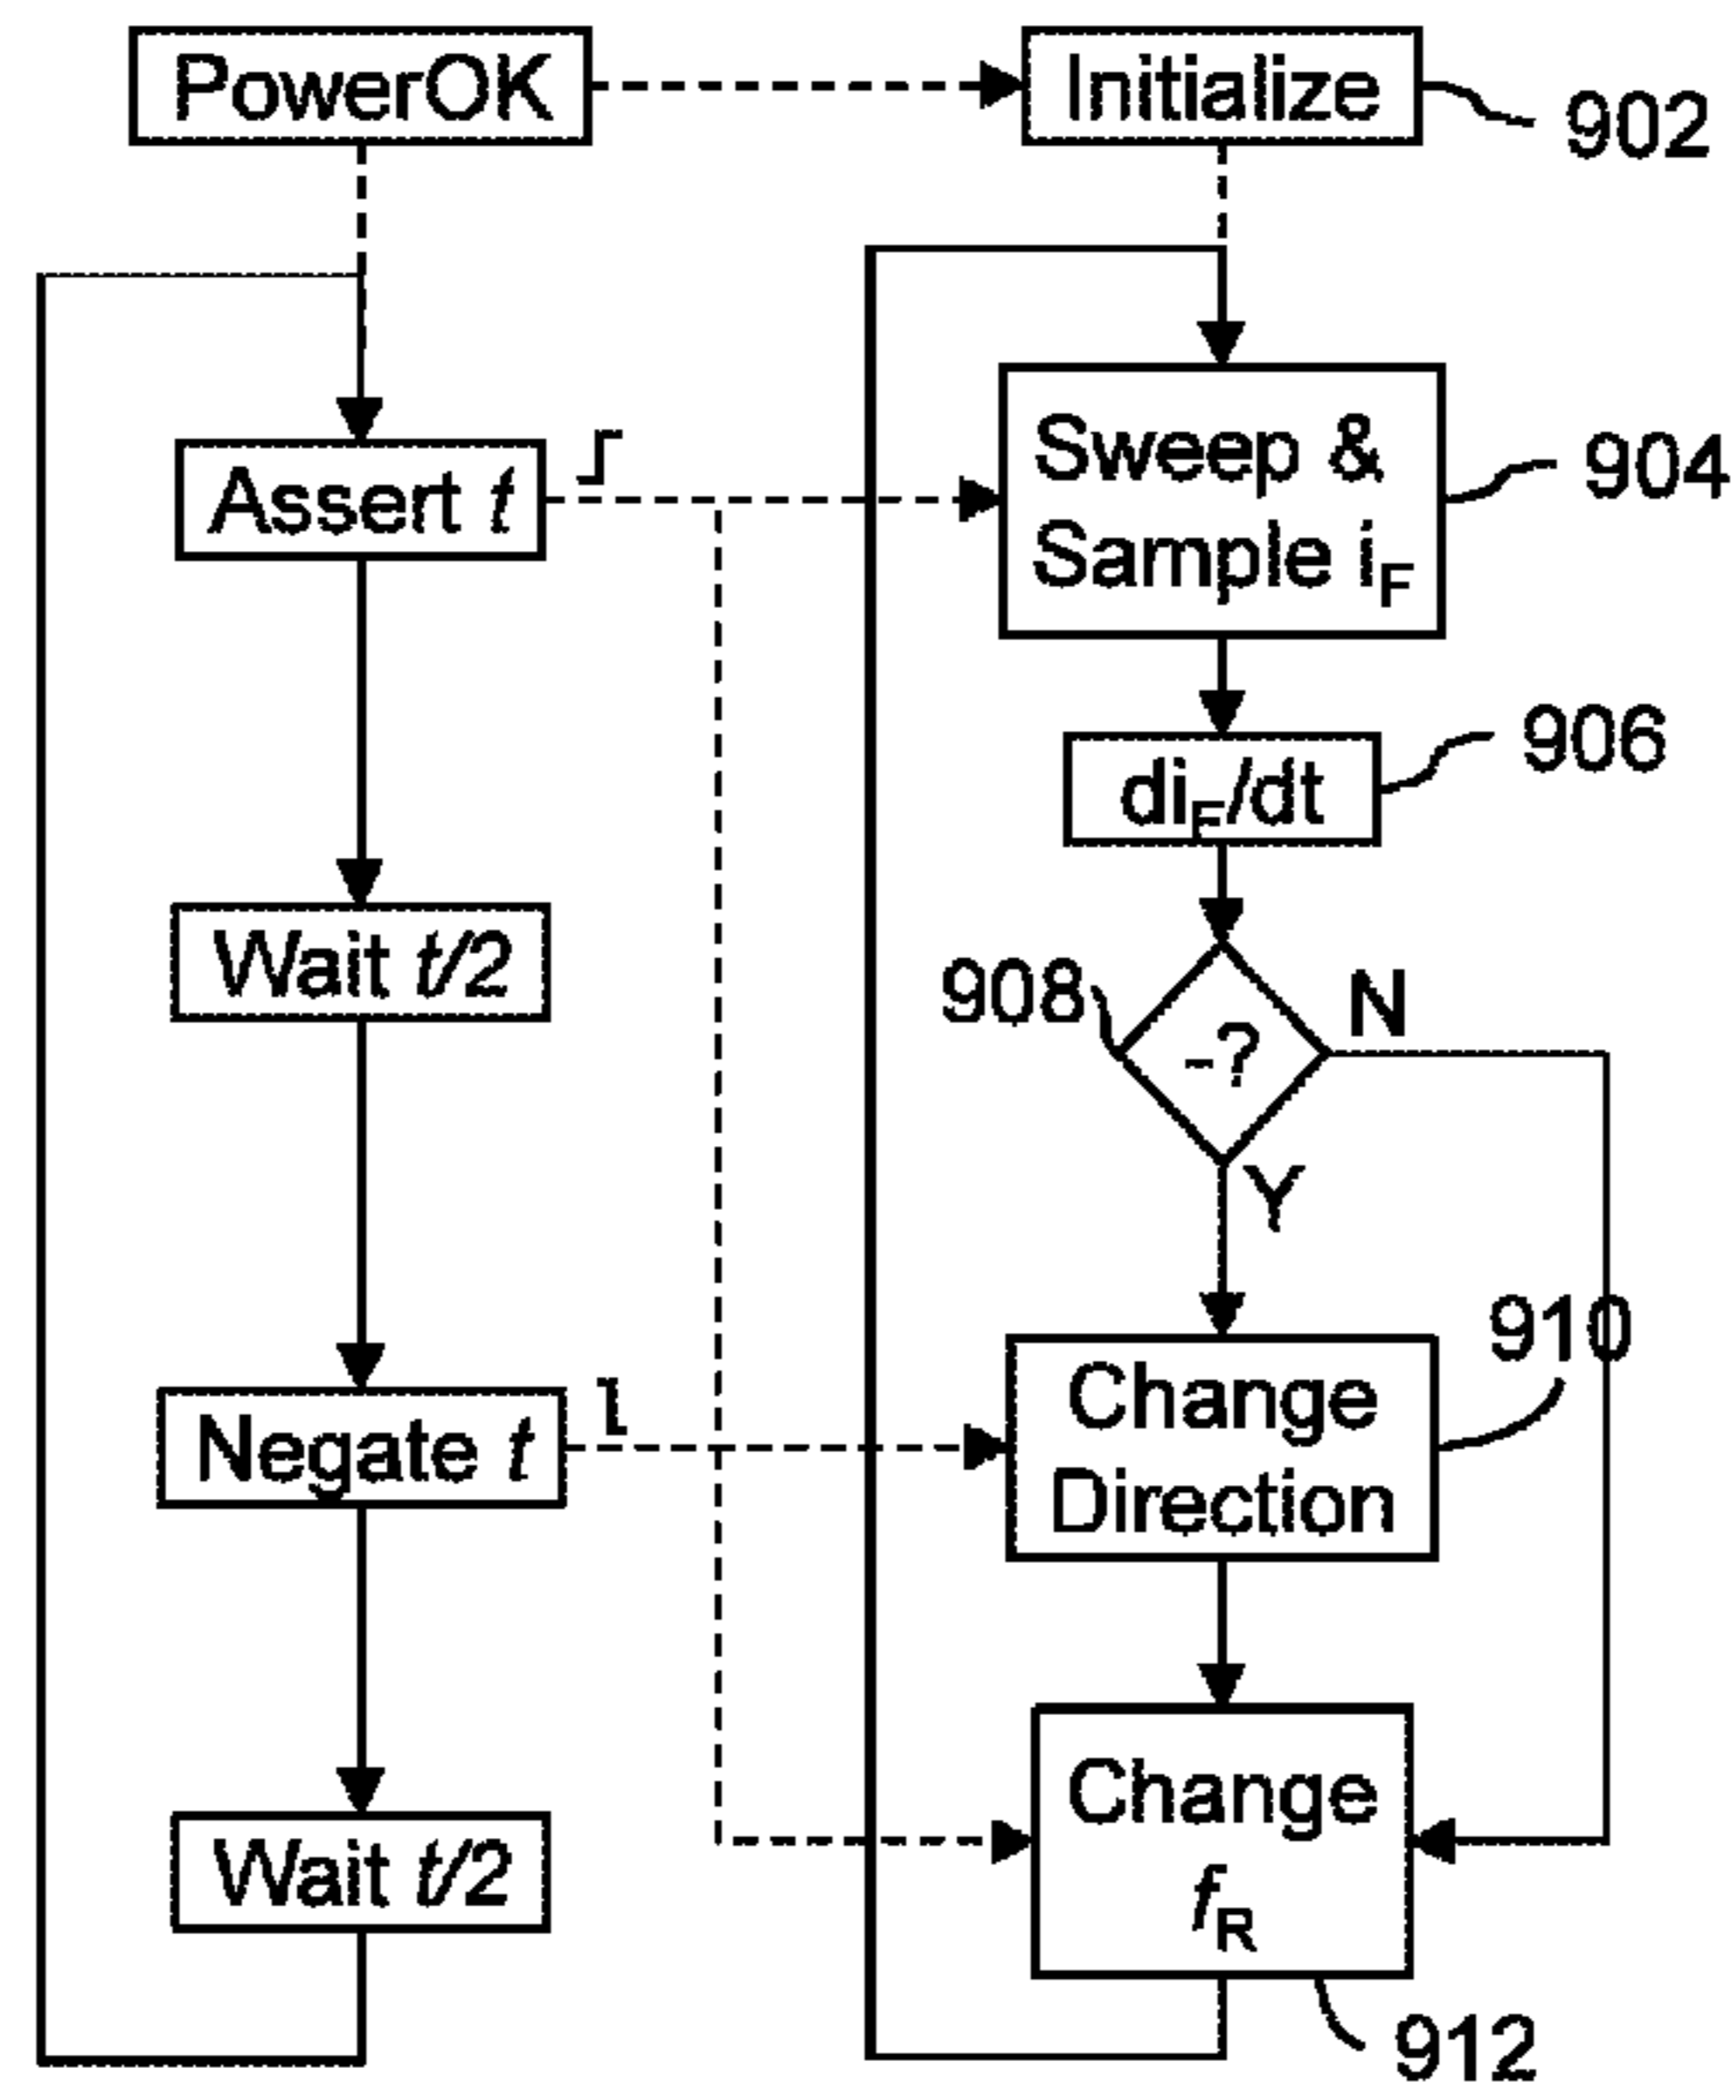 PowerOK
Initialize
902
Assert t
Sweep &
Sample iF
904
diF/dt
906
Wait t/2
908
-?
N
Y
Negate t
Change
Direction
910
Wait t/2
Change
fR
912